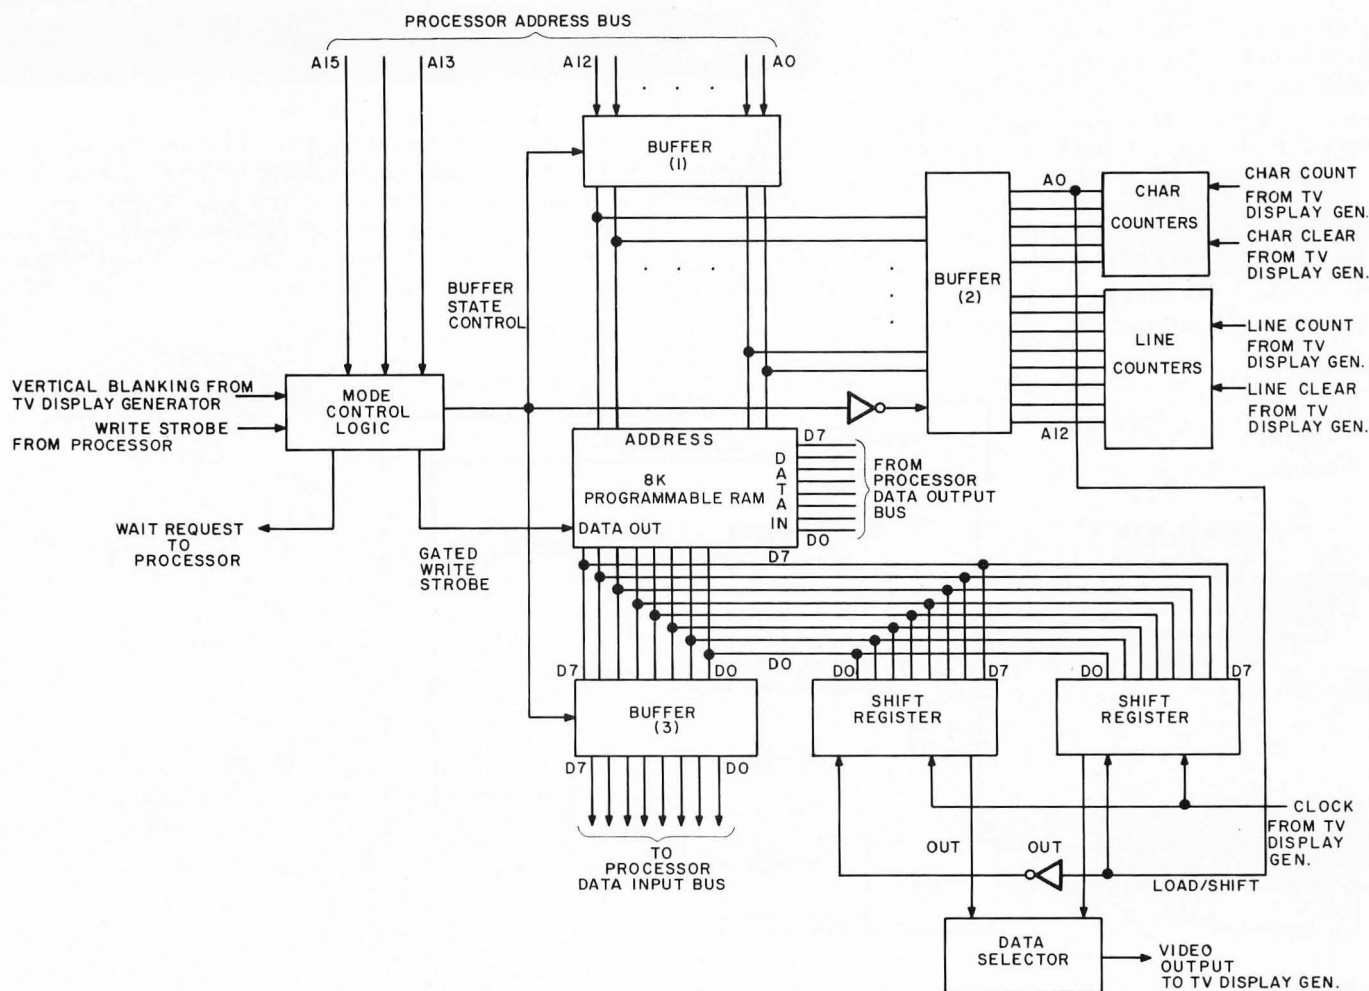 PROCESSOR ADDRESS BUS
A15
A13
A12
A0
. . .
BUFFER
(1)
BUFFER
STATE
CONTROL
. . .
BUFFER
(2)
A0
CHAR
COUNTERS
CHAR COUNT
FROM TV
DISPLAY GEN.
CHAR CLEAR
FROM TV
DISPLAY GEN.
LINE
COUNTERS
LINE COUNT
FROM TV
DISPLAY GEN.
LINE CLEAR
FROM TV
DISPLAY GEN.
A12
VERTICAL BLANKING FROM
TV DISPLAY GENERATOR
WRITE STROBE
FROM PROCESSOR
MODE
CONTROL
LOGIC
WAIT REQUEST
TO
PROCESSOR
GATED
WRITE
STROBE
ADDRESS
8K
PROGRAMMABLE RAM
DATA OUT
DATA
IN
D7
D0
FROM
PROCESSOR
DATA OUTPUT
BUS
D7
D0
D7
D0
BUFFER
(3)
D7
D0
TO
PROCESSOR
DATA INPUT BUS
D0
D7
SHIFT
REGISTER
D0
D7
SHIFT
REGISTER
CLOCK
FROM TV
DISPLAY
GEN.
OUT
OUT
LOAD/SHIFT
DATA
SELECTOR
VIDEO
OUTPUT
TO TV DISPLAY GEN.